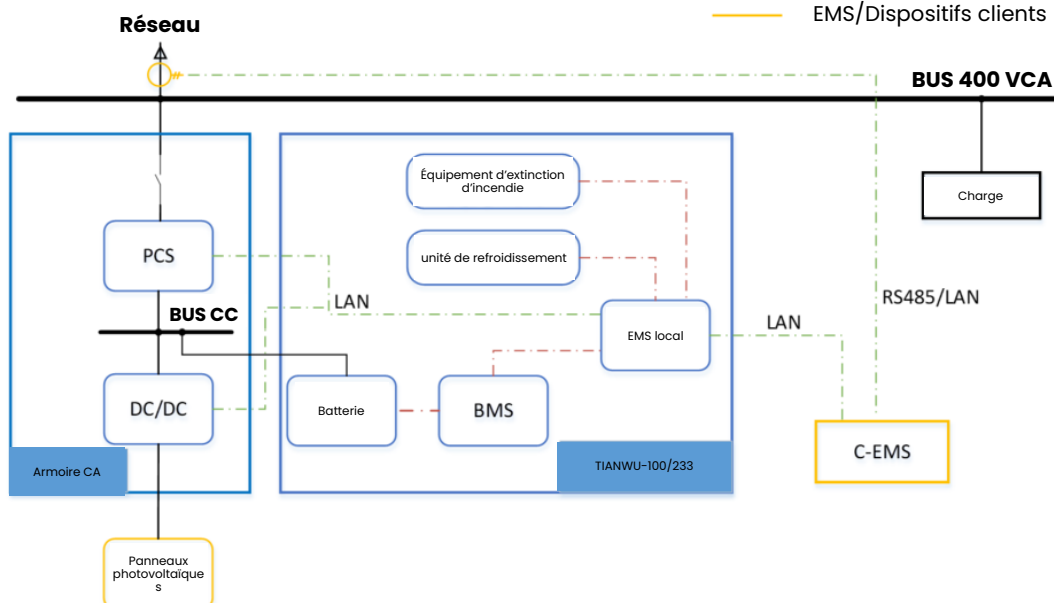 EMS/Dispositifs clients
Réseau
BUS 400 VCA
Équipement d’extinction
d’incendie
Charge
PCS
unité de refroidissement
LAN
RS485/LAN
BUS CC
EMS local
LAN
DC/DC
Batterie
BMS
C-EMS
Armoire CA
TIANWU-100/233
Panneaux
photovoltaïque
s